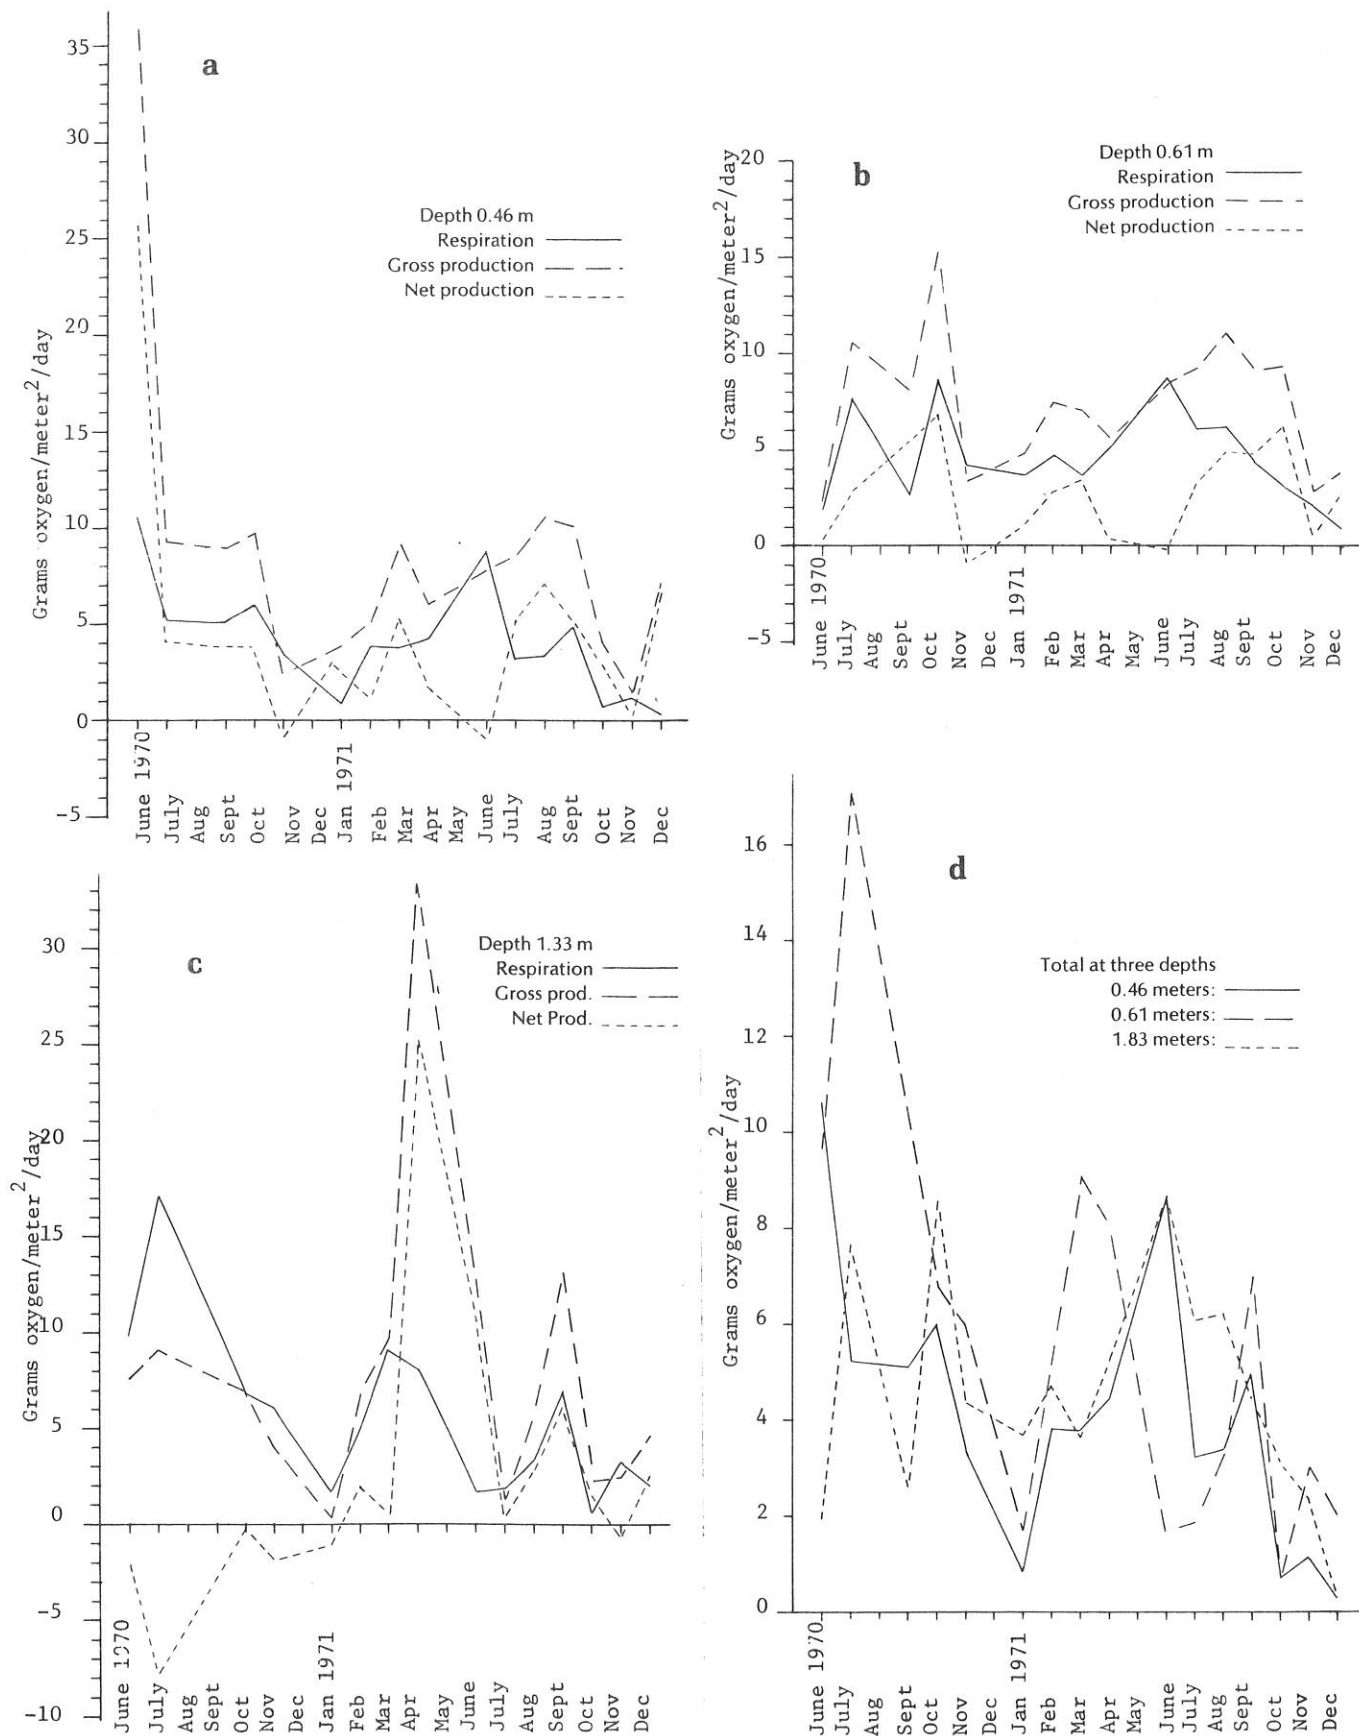 a
35
30
25
20
15
10
5
0
-5
Grams oxygen/meter2/day
Depth 0.46 m
Respiration
Gross production
Net production
June 1970
July
Aug
Sept
Oct
Nov
Dec
Jan 1971
Feb
Mar
Apr
May
June
July
Aug
Sept
Oct
Nov
Dec
b
20
15
10
5
0
-5
Grams oxygen/meter2/day
Depth 0.61 m
Respiration
Gross production
Net production
June 1970
July
Aug
Sept
Oct
Nov
Dec
Jan 1971
Feb
Mar
Apr
May
June
July
Aug
Sept
Oct
Nov
Dec
c
30
25
20
15
10
5
0
-5
-10
Grams oxygen/meter2/day
Depth 1.33 m
Respiration
Gross prod.
Net Prod.
June 1970
July
Aug
Sept
Oct
Nov
Dec
Jan 1971
Feb
Mar
Apr
May
June
July
Aug
Sept
Oct
Nov
Dec
d
16
14
12
10
8
6
4
2
0
Grams oxygen/meter2/day
Total at three depths
0.46 meters:
0.61 meters:
1.83 meters:
June 1970
July
Aug
Sept
Oct
Nov
Dec
Jan 1971
Feb
Mar
Apr
May
June
July
Aug
Sept
Oct
Nov
Dec